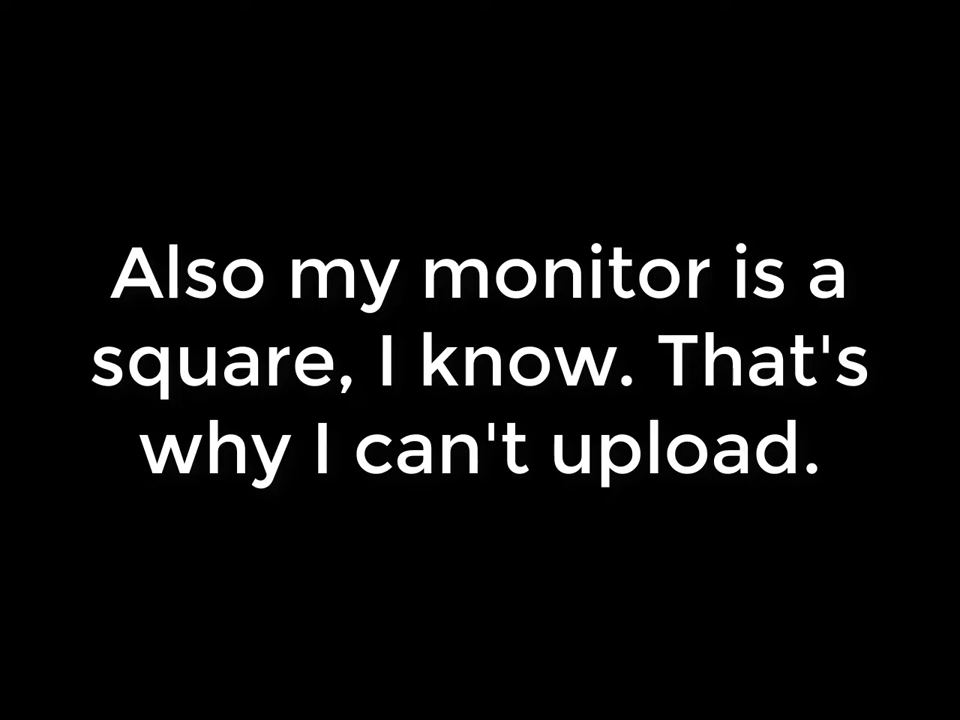 Also my monitor is a
square, I know. That's
why I can't upload.